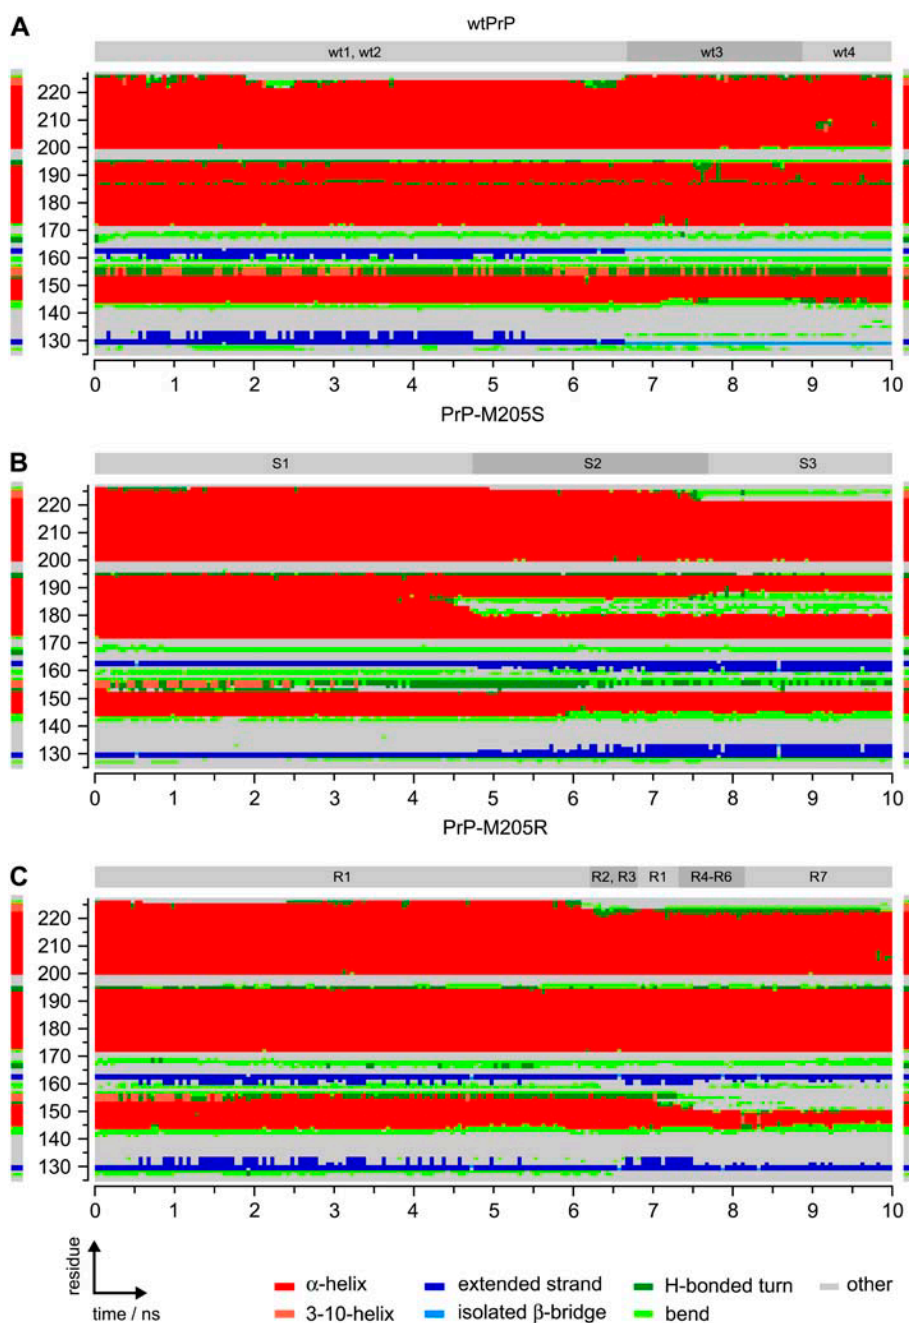 wtPrP
A
wt1, wt2 wt3 wt4
220
210
200
190
180
170
160
150
140
130
0 1 2 3 4 5 6 7 8 9 10
PrP-M205S
B
S1 S2 S3
220
210
200
190
180
170
160
150
140
130
0 1 2 3 4 5 6 7 8 9 10
PrP-M205R
C
R1 R2, R3 R1 R4-R6 R7
220
210
200
190
180
170
160
150
140
130
0 1 2 3 4 5 6 7 8 9 10
residue
time / ns
α-helix extended strand H-bonded turn other
3-10-helix isolated β-bridge bend